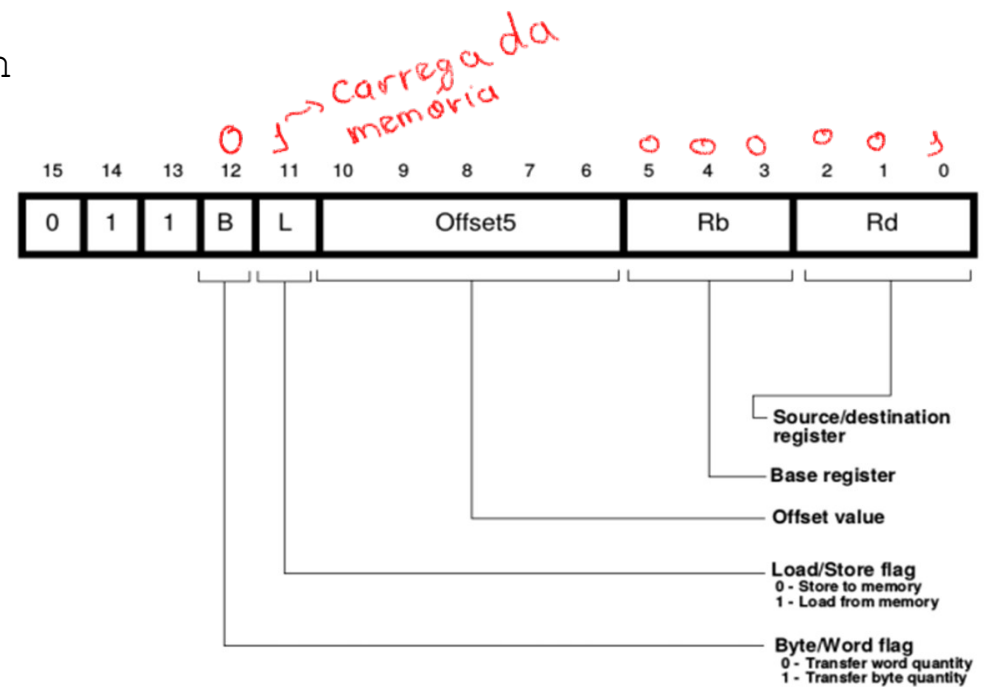 n
carrega da
memória
0 1 0 0 0 0 0 1
15 14 13 12 11 10 9 8 7 6 5 4 3 2 1 0
0 1 1 B L Offset5 Rb Rd
Source/destination
register
Base register
Offset value
Load/Store flag
0 - Store to memory
1 - Load from memory
Byte/Word flag
0 - Transfer word quantity
1 - Transfer byte quantity